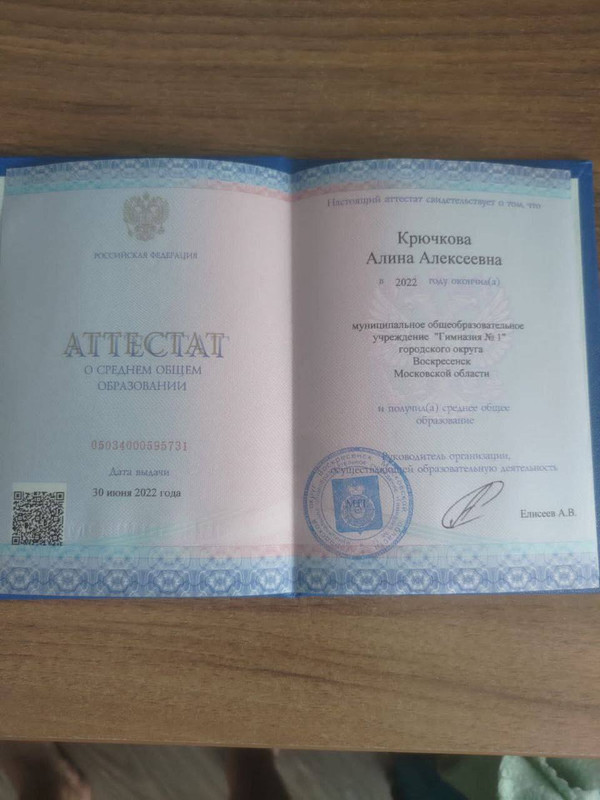 РОССИЙСКАЯ ФЕДЕРАЦИЯ
АТТЕСТАТ
О СРЕДНЕМ ОБЩЕМ
ОБРАЗОВАНИИ
05034000595731
Дата выдачи
30 июня 2022 года
Настоящий аттестат свидетельствует о том, что
Крючкова
Алина Алексеевна
в 2022 году окончил(а)
муниципальное общеобразовательное
учреждение "Гимназия № 1"
городского округа
Воскресенск
Московской области
и получил(а) среднее общее
образование
Руководитель организации,
осуществляющей образовательную деятельность
Елисеев А.В.